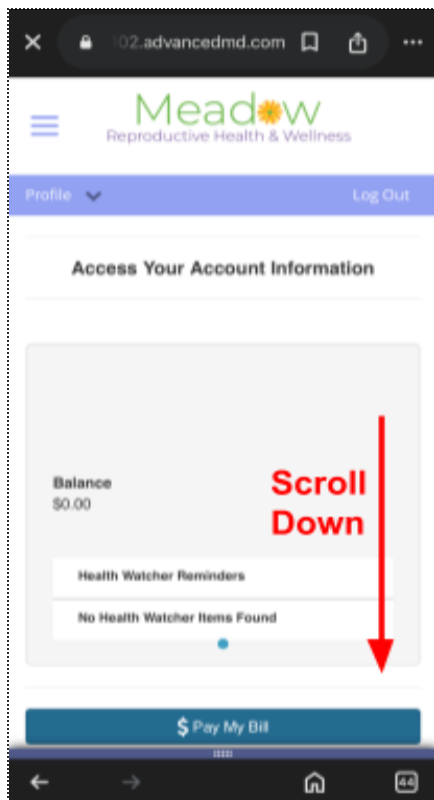 102.advancedmd.com
Meadow
Reproductive Health & Wellness
Profile Log Out
Access Your Account Information
Balance
$0.00
Scroll
Down
Health Watcher Reminders
No Health Watcher Items Found
$ Pay My Bill
44